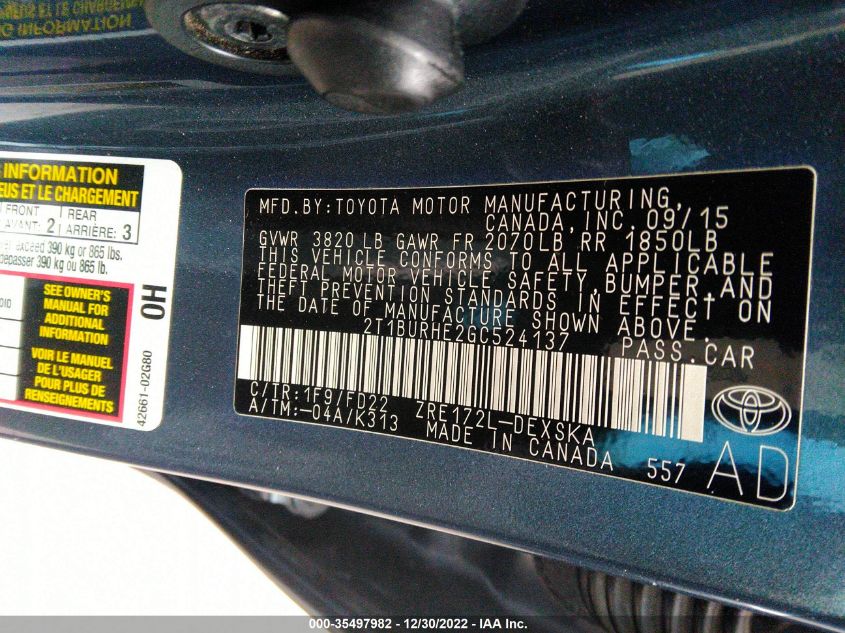 G INFORMATION
INFORMATION
EUS ET LE CHARGEMENT
FRONT
AVANT: 2
REAR
ARRIÈRE: 3
exceed 390 kg or 865 lbs.
dépasser 390 kg ou 865 lb.
SEE OWNER'S
MANUAL FOR
ADDITIONAL
INFORMATION
VOIR LE MANUEL
DE L'USAGER
POUR PLUS DE
RENSEIGNEMENTS
0H
42661-02G80
MFD.BY:TOYOTA MOTOR MANUFACTURING,
CANADA,INC. 09/15
GVWR 3820 LB GAWR FR 2070LB RR 1850LB
THIS VEHICLE CONFORMS TO ALL APPLICABLE
FEDERAL MOTOR VEHICLE SAFETY,BUMPER,AND
THEFT PREVENTION STANDARDS IN EFFECT ON
THE DATE OF MANUFACTURE SHOWN ABOVE.
2T1BURHE2GC524137 PASS.CAR
C/TR:1F9/FD22 ZRE172L-DEXSKA
A/TM:-04A/K313 MADE IN CANADA 557
AD
000-35497982 - 12/30/2022 - IAA Inc.